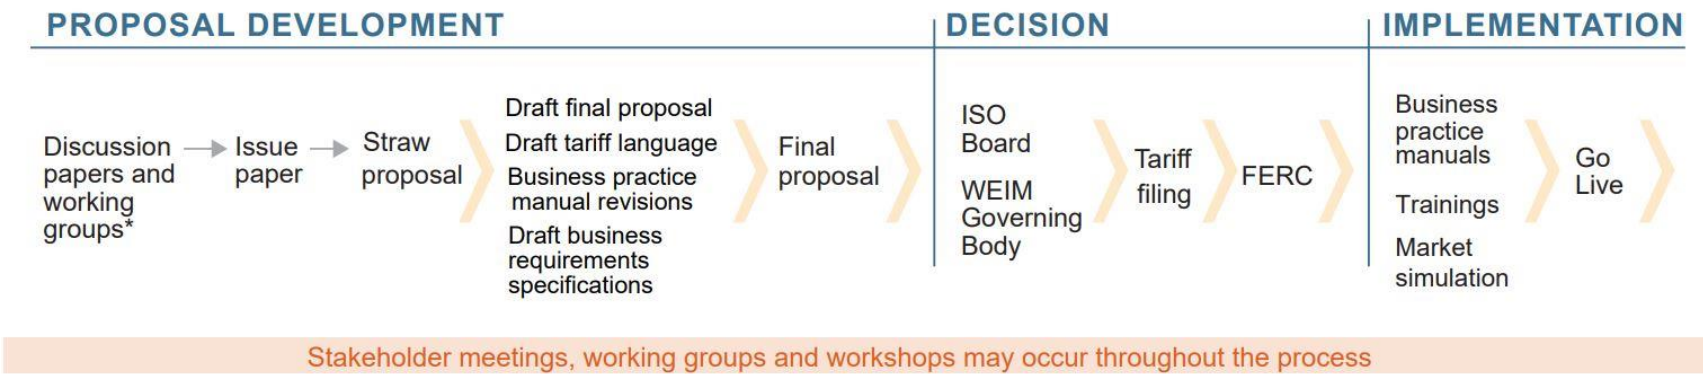 PROPOSAL DEVELOPMENT
DECISION
IMPLEMENTATION
Discussion
papers and
working
groups*
Issue
paper
Straw
proposal
Draft final proposal
Draft tariff language
Business practice
manual revisions
Draft business
requirements
specifications
Final
proposal
ISO
Board
WEIM
Governing
Body
Tariff
filing
FERC
Business
practice
manuals
Trainings
Market
simulation
Go
Live
Stakeholder meetings, working groups and workshops may occur throughout the process